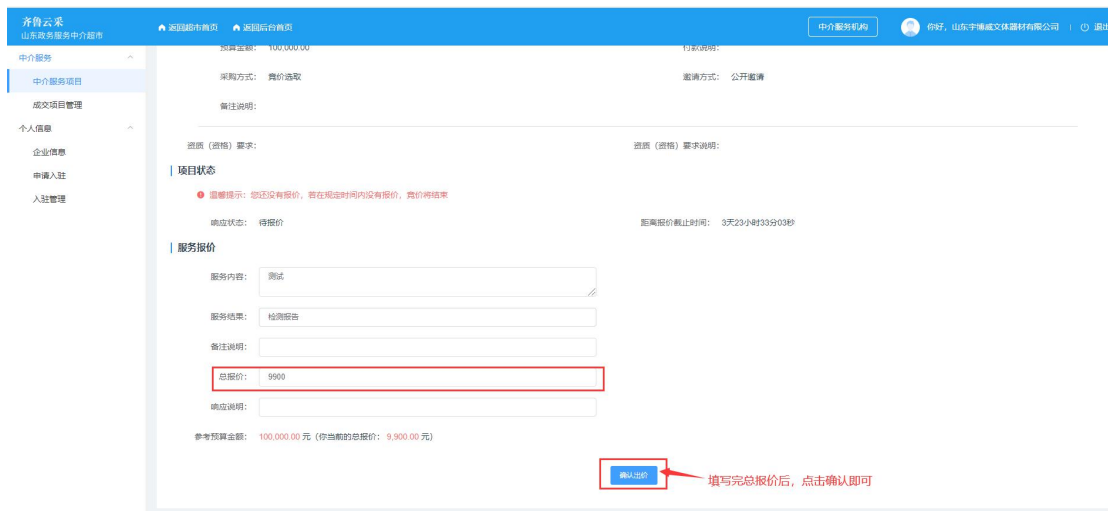 齐鲁云采
山东政务服务中介超市
返回超市首页 返回后台首页
中介服务机构
你好，山东宇博威文体器材有限公司 | 退出
中介服务
中介服务项目
成交项目管理
个人信息
企业信息
申请入驻
入驻管理
预算金额： 100,000.00 付款说明：
采购方式： 竞价选取 邀请方式： 公开邀请
备注说明：
资质（资格）要求： 资质（资格）要求说明：
项目状态
温馨提示：您还没有报价，若在规定时间内没有报价，竞价将结束
响应状态： 待报价 距离报价截止时间： 3天23小时33分03秒
服务报价
服务内容： 测试
服务结果： 检测报告
备注说明：
总报价： 9900
响应说明：
参考预算金额： 100,000.00 元（你当前的总报价： 9,900.00 元）
确认出价
填写完总报价后，点击确认即可